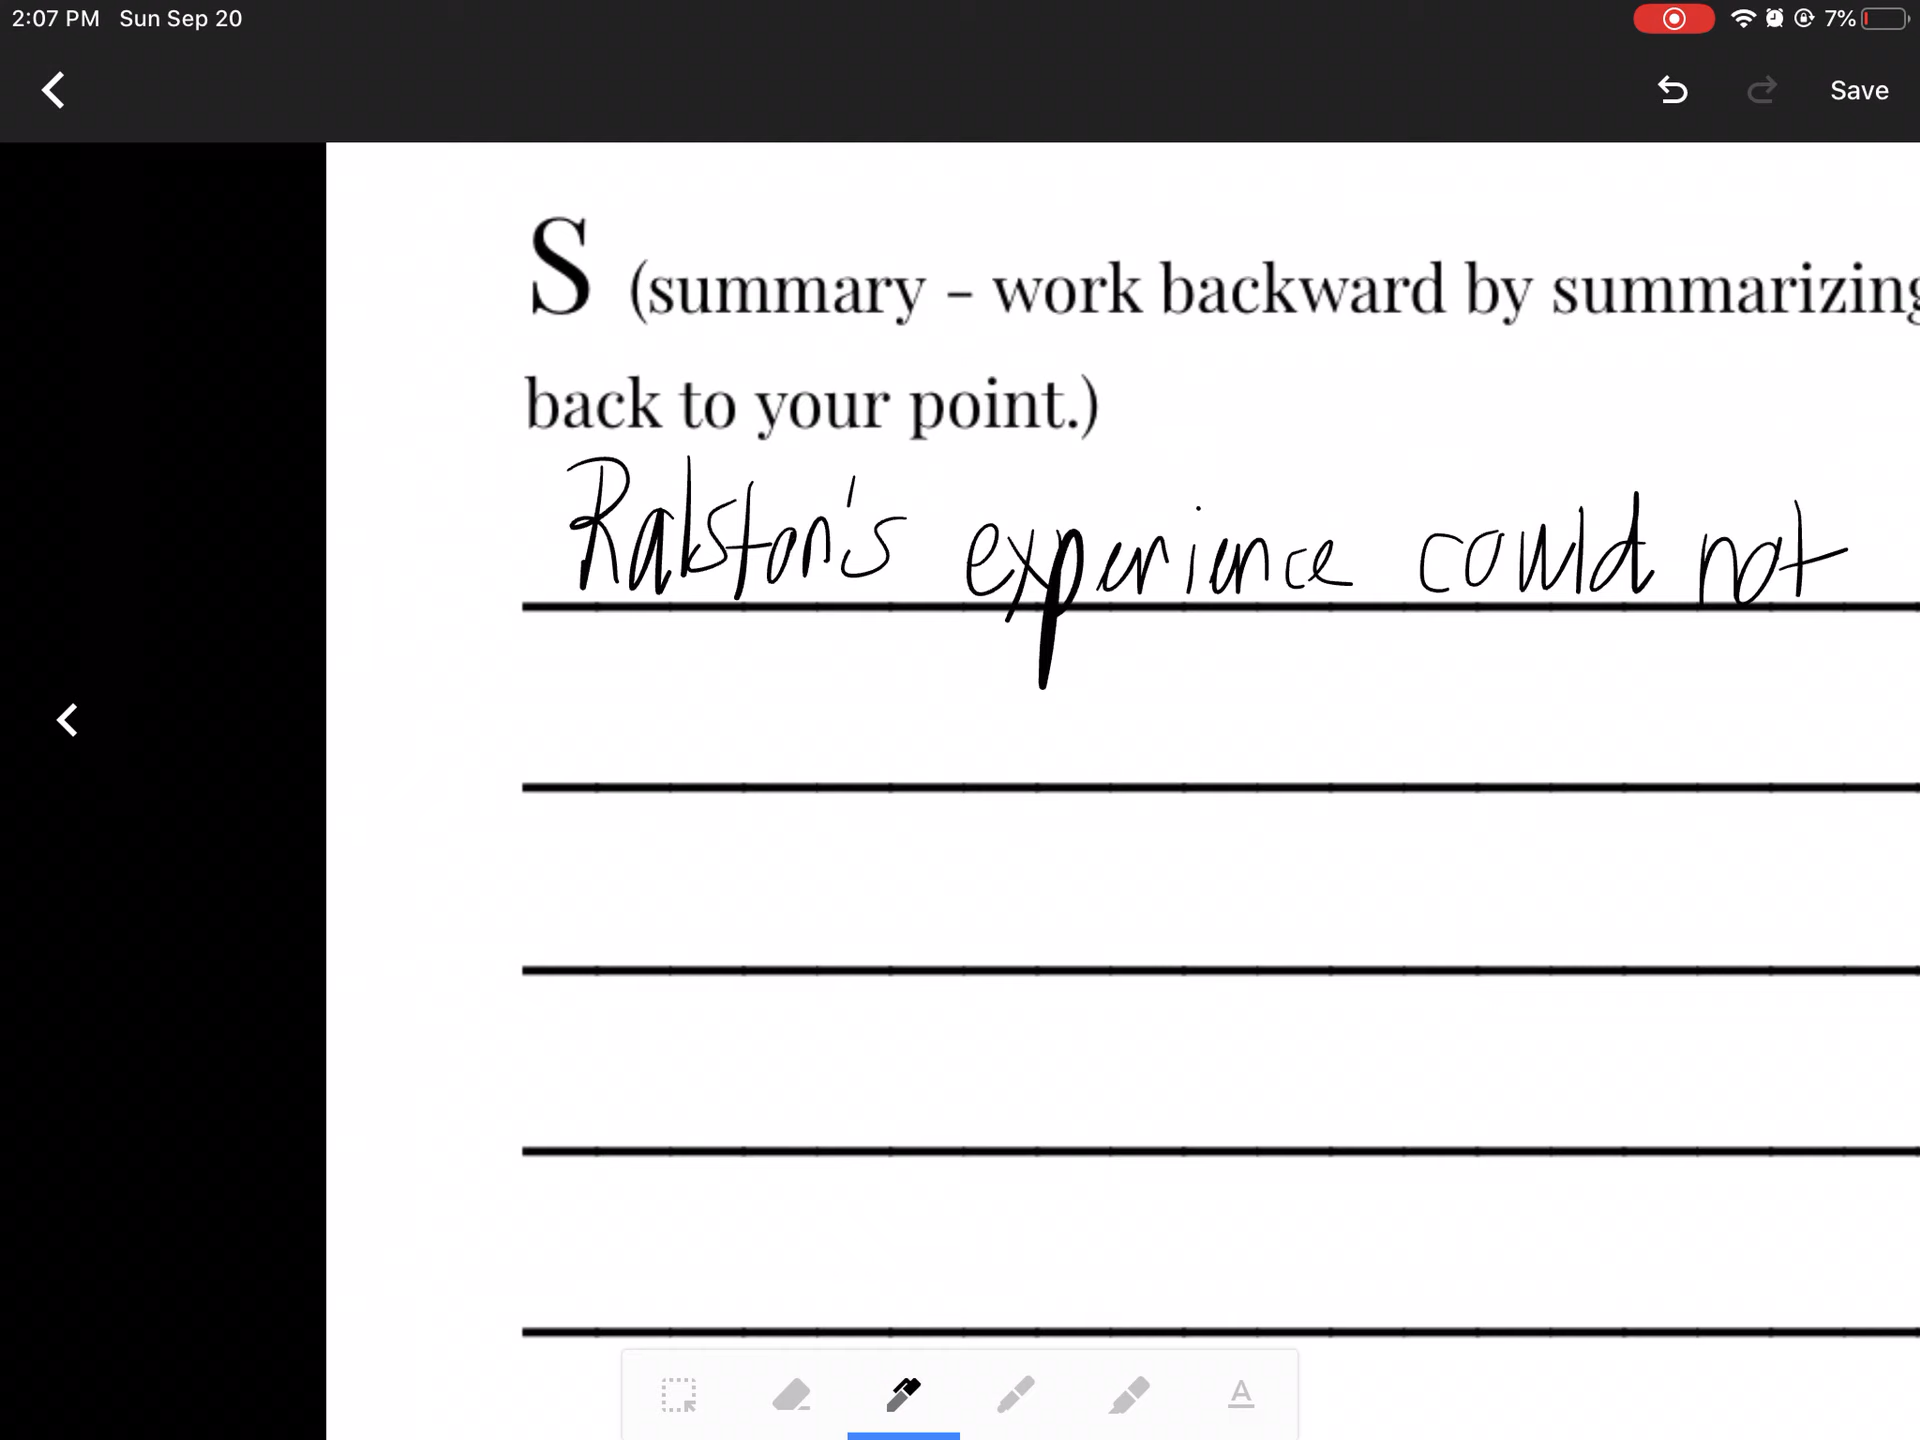 2:07 PM Sun Sep 20 7%
Save
S (summary - work backward by summarizing
back to your point.)
Ralston's experience could not
A